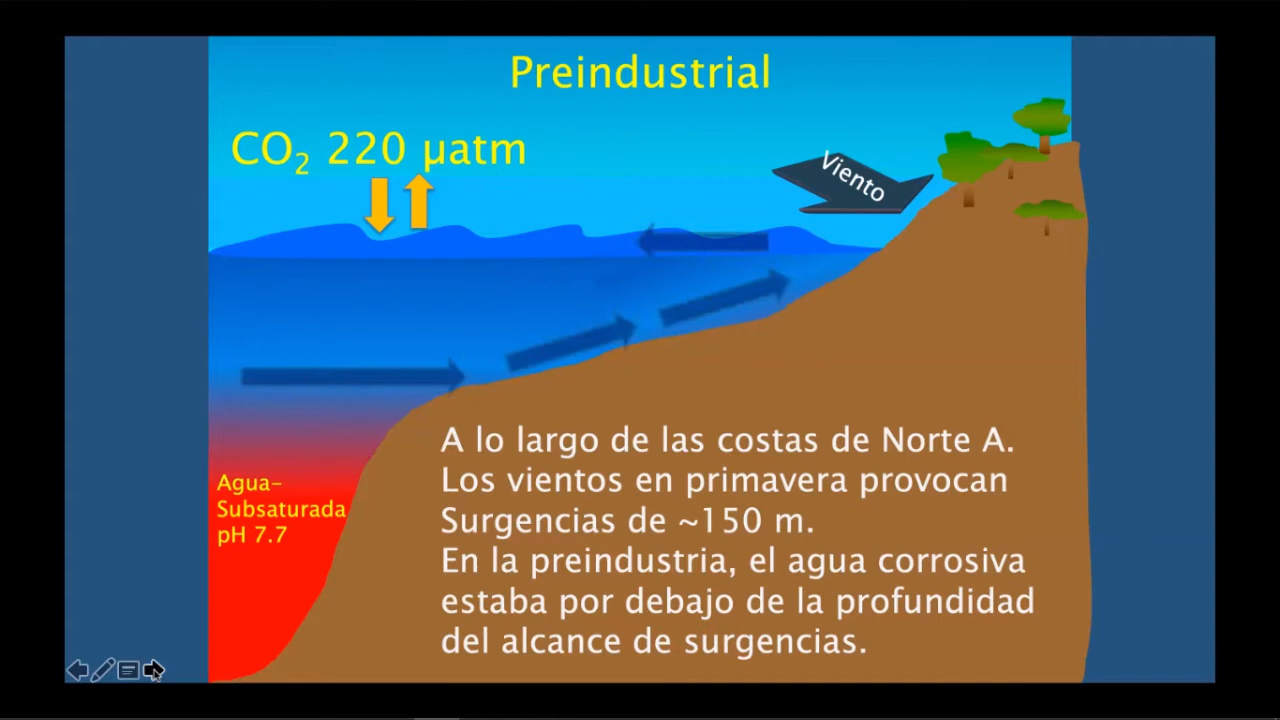 Preindustrial
CO₂ 220 µatm
Viento
A lo largo de las costas de Norte A.
Los vientos en primavera provocan
Surgencias de ~150 m.
En la preindustria, el agua corrosiva
estaba por debajo de la profundidad
del alcance de surgencias.
Agua-
Subsaturada
pH 7.7